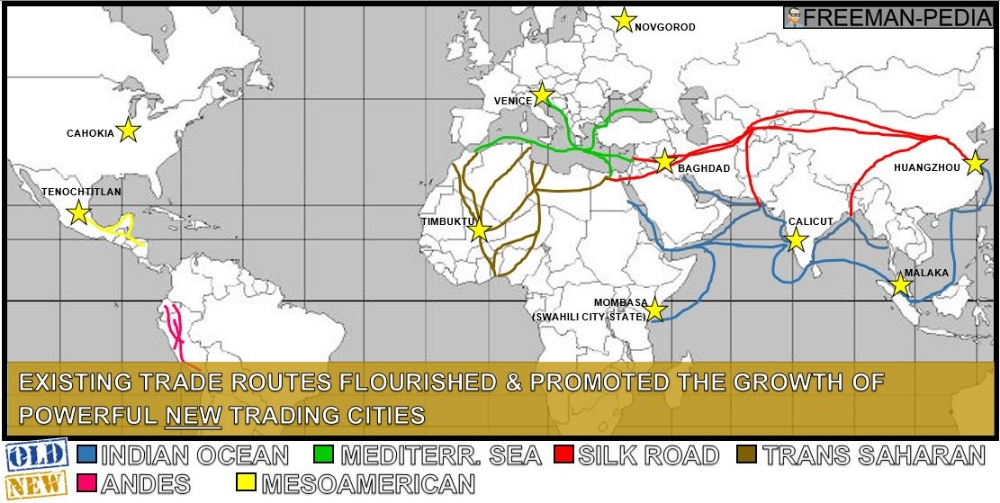 FREEMAN-PEDIA
NOVGOROD
VENICE
CAHOKIA
BAGHDAD
HUANGZHOU
TENOCHTITLAN
TIMBUKTU
CALICUT
MALAKA
MOMBASA
(SWAHILI CITY-STATE)
EXISTING TRADE ROUTES FLOURISHED & PROMOTED THE GROWTH OF
POWERFUL NEW TRADING CITIES
OLD INDIAN OCEAN MEDITERR. SEA SILK ROAD TRANS SAHARAN
NEW ANDES MESOAMERICAN